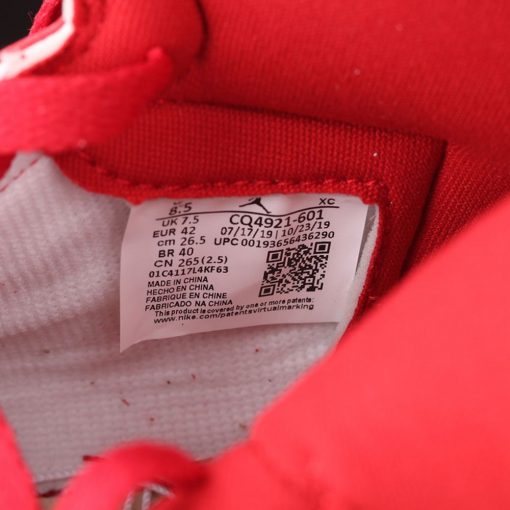 8.5
UK 7.5
EUR 42
cm 26.5
BR 40
CN 265(2.5)
01C4117L4KF63
XC
CQ4921-601
07/17/19 | 10/23/19
UPC00193656436290
MADE IN CHINA
HECHO EN CHINA
FABRIQUE EN CHINE
FABRICADO NA CHINA
This product is covered by one or more patents:
www.nike.com/patentsvirtualmarking